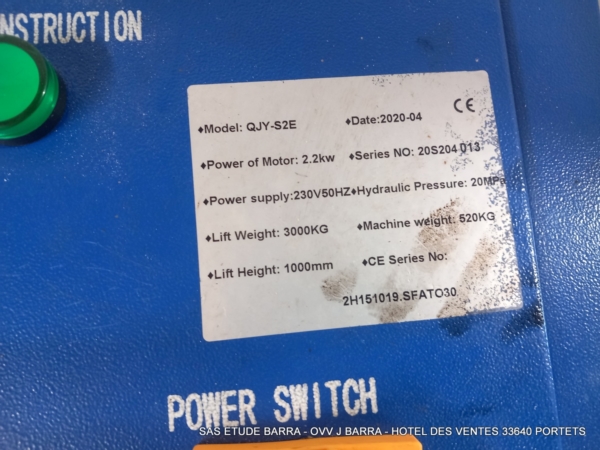 NSTRUCTION
CE
♦Model: QJY-S2E ♦Date:2020-04
♦Power of Motor: 2.2kw ♦Series NO: 20S204013
♦Power supply:230V50HZ♦Hydraulic Pressure: 20MPa
♦Lift Weight: 3000KG ♦Machine weight: 520KG
♦Lift Height: 1000mm ♦CE Series No:
2H151019.SFATO30
POWER SWITCH
SAS ETUDE BARRA - OVV J BARRA - HOTEL DES VENTES 33640 PORTETS